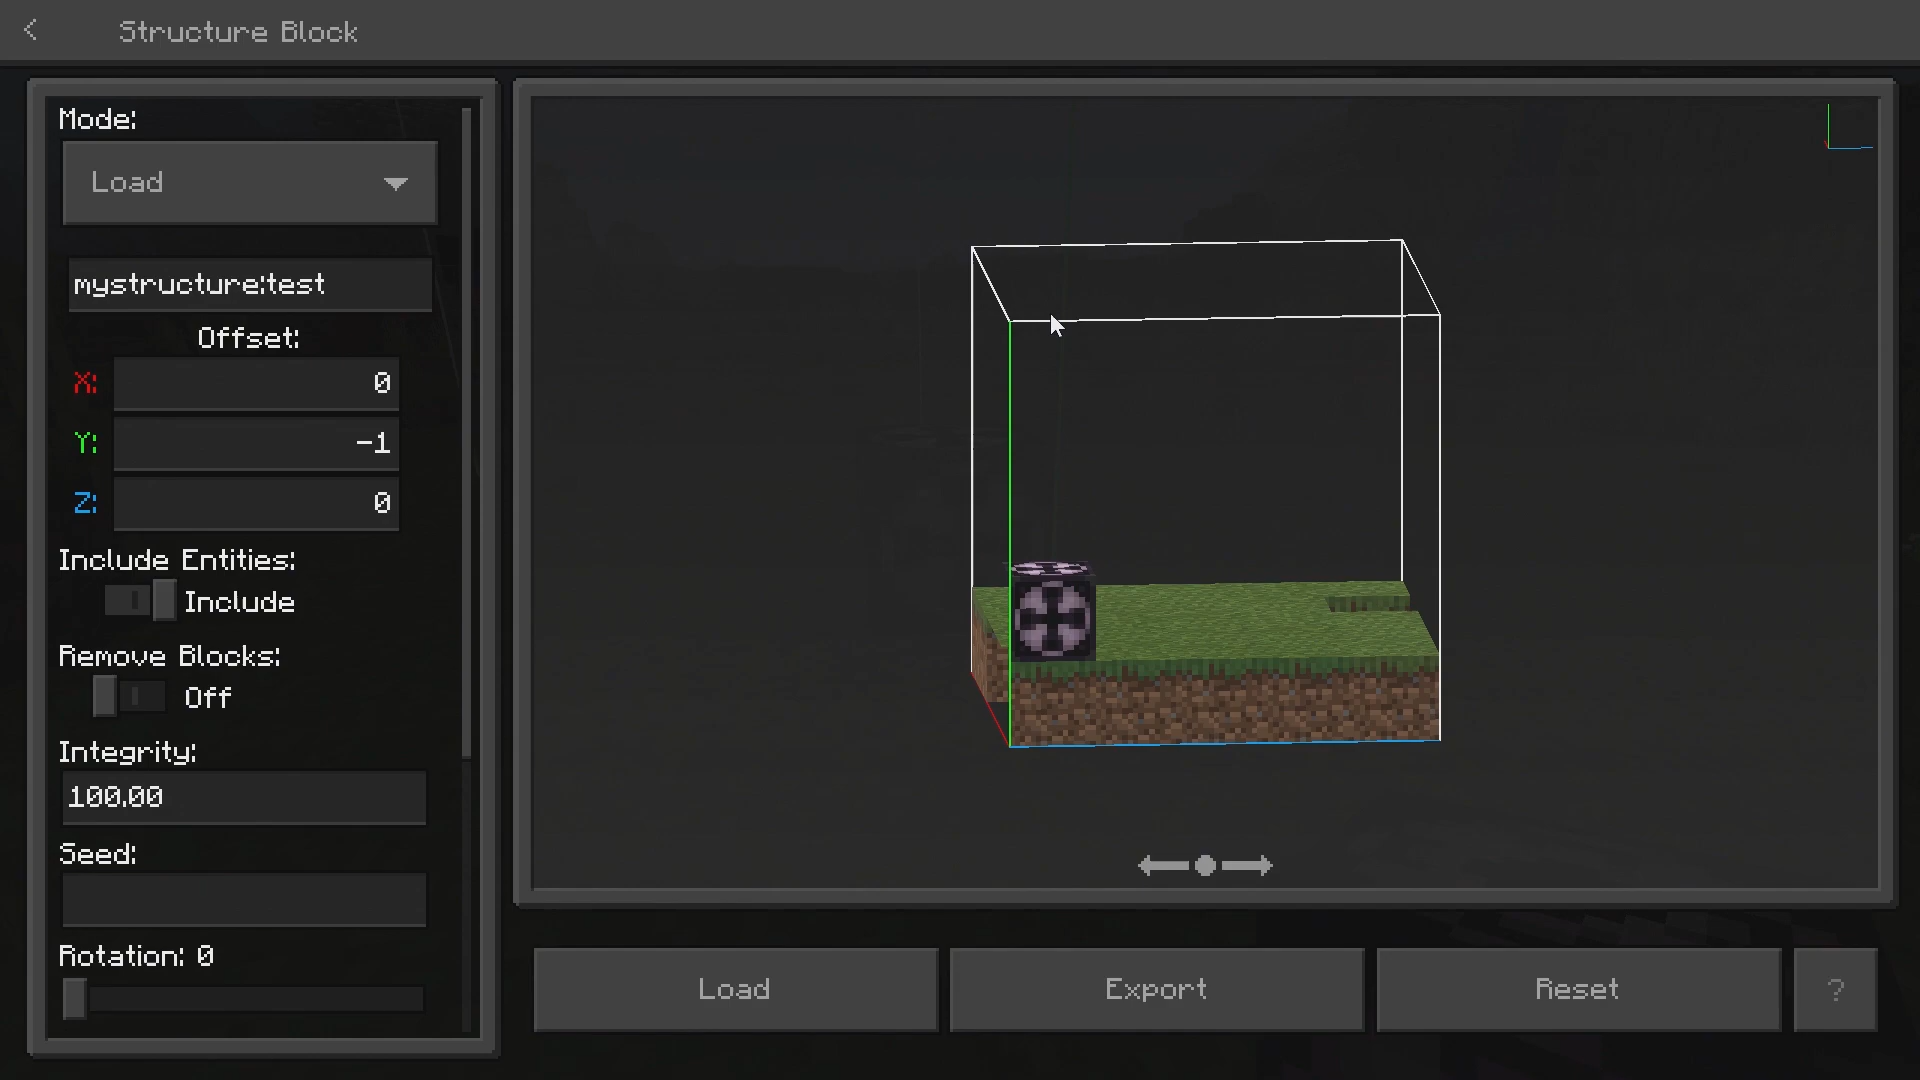 Structure Block
Mode:
Load
mystructure:test
Offset:
X: 0
Y: -1
Z: 0
Include Entities:
Include
Remove Blocks:
Off
Integrity:
100.00
Seed:
Rotation: 0
Load
Export
Reset
?